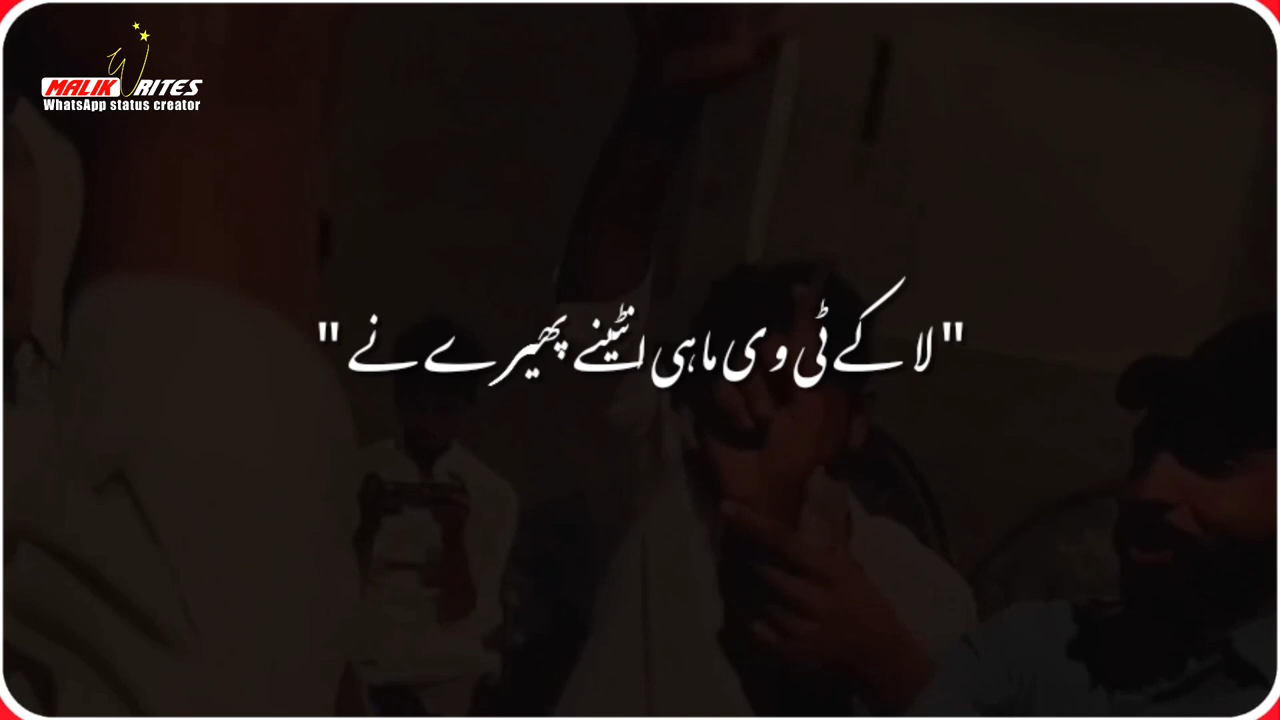 MALIK WRITES
WhatsApp status creator
"لا کے ٹی وی ماہی انٹینے پھیرے نے"